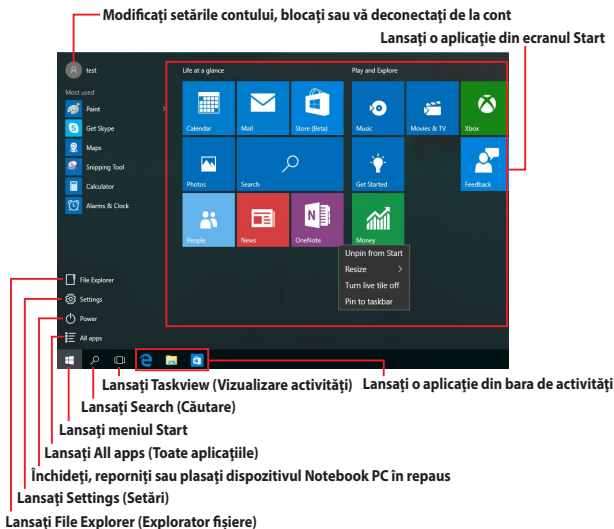 Modificați setările contului, blocați sau vă deconectați de la cont
Lansați o aplicație din ecranul Start
test
Most used
Paint
Get Skype
Maps
Snipping Tool
Calculator
Alarms & Clock
File Explorer
Settings
Power
All apps
Life at a glance
Play and Explore
Calendar
Mail
Store (Beta)
Music
Movies & TV
Xbox
Photos
Search
Get Started
Feedback
People
News
OneNote
Money
Unpin from Start
Resize
Turn live tile off
Pin to taskbar
Lansați Taskview (Vizualizare activități)
Lansați o aplicație din bara de activități
Lansați Search (Căutare)
Lansați meniul Start
Lansați All apps (Toate aplicațiile)
Închideți, reporniți sau plasați dispozitivul Notebook PC în repaus
Lansați Settings (Setări)
Lansați File Explorer (Explorator fișiere)